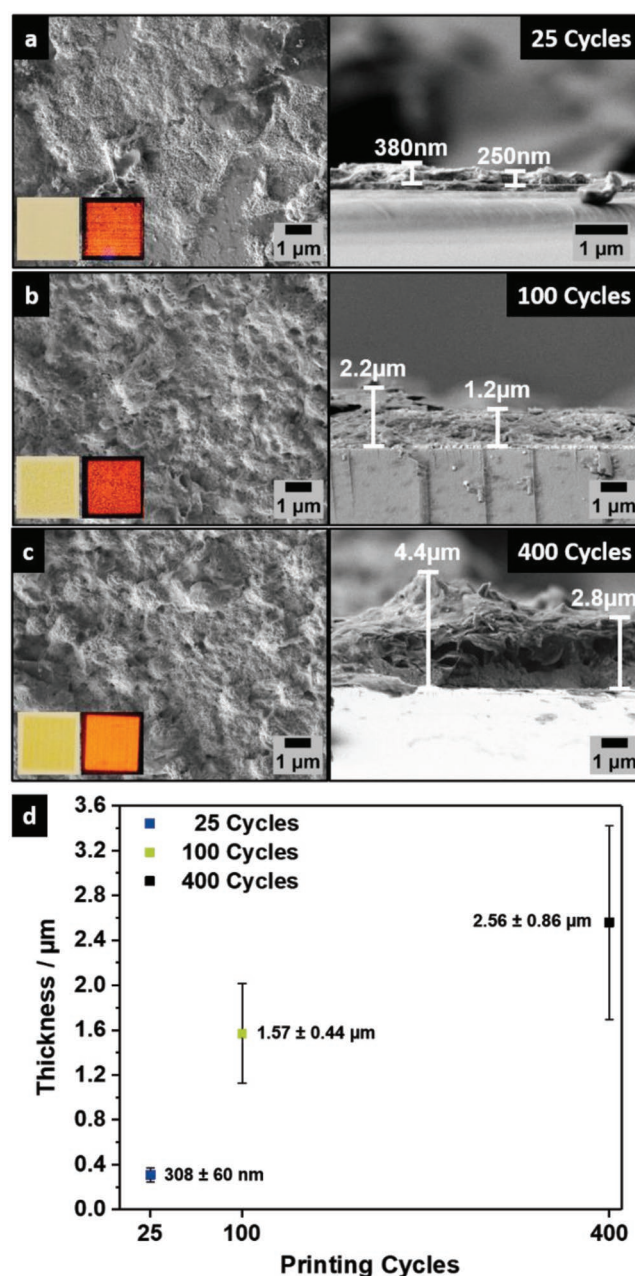 a
25 Cycles
380nm
250nm
1 µm
1 µm
b
100 Cycles
2.2µm
1.2µm
1 µm
1 µm
c
400 Cycles
4.4µm
2.8µm
1 µm
1 µm
d
3.6
3.2
2.8
2.4
2.0
1.6
1.2
0.8
0.4
0.0
Thickness / µm
25 Cycles
100 Cycles
400 Cycles
2.56 ± 0.86 µm
1.57 ± 0.44 µm
308 ± 60 nm
25
100
400
Printing Cycles